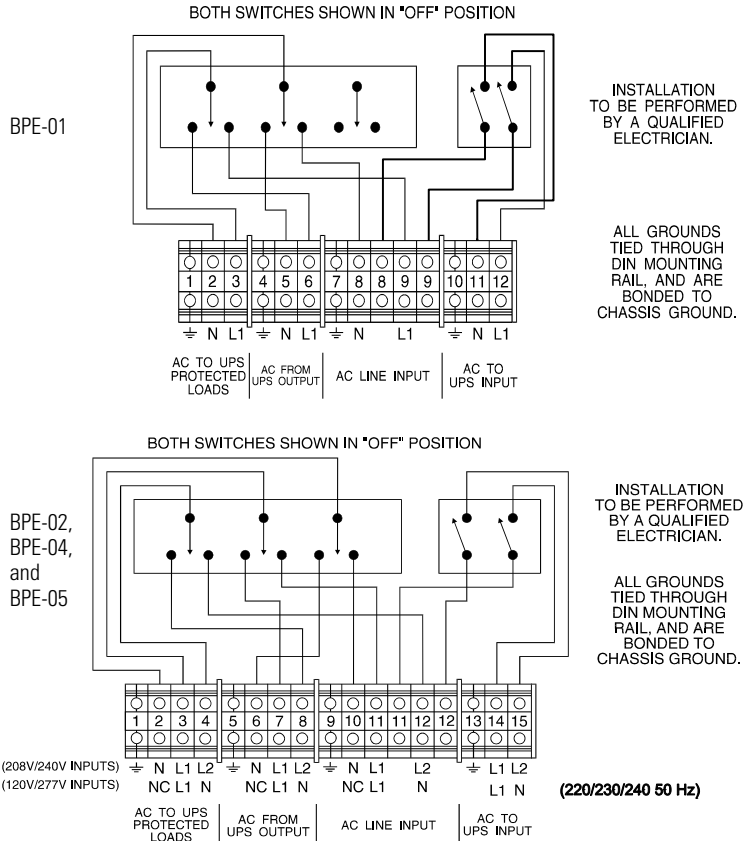 BOTH SWITCHES SHOWN IN "OFF" POSITION
BPE-01
INSTALLATION
TO BE PERFORMED
BY A QUALIFIED
ELECTRICIAN.
ALL GROUNDS
TIED THROUGH
DIN MOUNTING
RAIL, AND ARE
BONDED TO
CHASSIS GROUND.
1 2 3 4 5 6 7 8 8 9 9 10 11 12
N L1 N L1 N L1 N L1
AC TO UPS
PROTECTED
LOADS
AC FROM
UPS OUTPUT
AC LINE INPUT
AC TO
UPS INPUT
BOTH SWITCHES SHOWN IN "OFF" POSITION
BPE-02,
BPE-04,
and
BPE-05
INSTALLATION
TO BE PERFORMED
BY A QUALIFIED
ELECTRICIAN.
ALL GROUNDS
TIED THROUGH
DIN MOUNTING
RAIL, AND ARE
BONDED TO
CHASSIS GROUND.
1 2 3 4 5 6 7 8 9 10 11 11 12 12 13 14 15
(208V/240V INPUTS) N L1 L2 N L1 L2 N L1 L2 L1 L2
(120V/277V INPUTS) NC L1 N NC L1 N NC L1 N L1 N (220/230/240 50 Hz)
AC TO UPS
PROTECTED
LOADS
AC FROM
UPS OUTPUT
AC LINE INPUT
AC TO
UPS INPUT